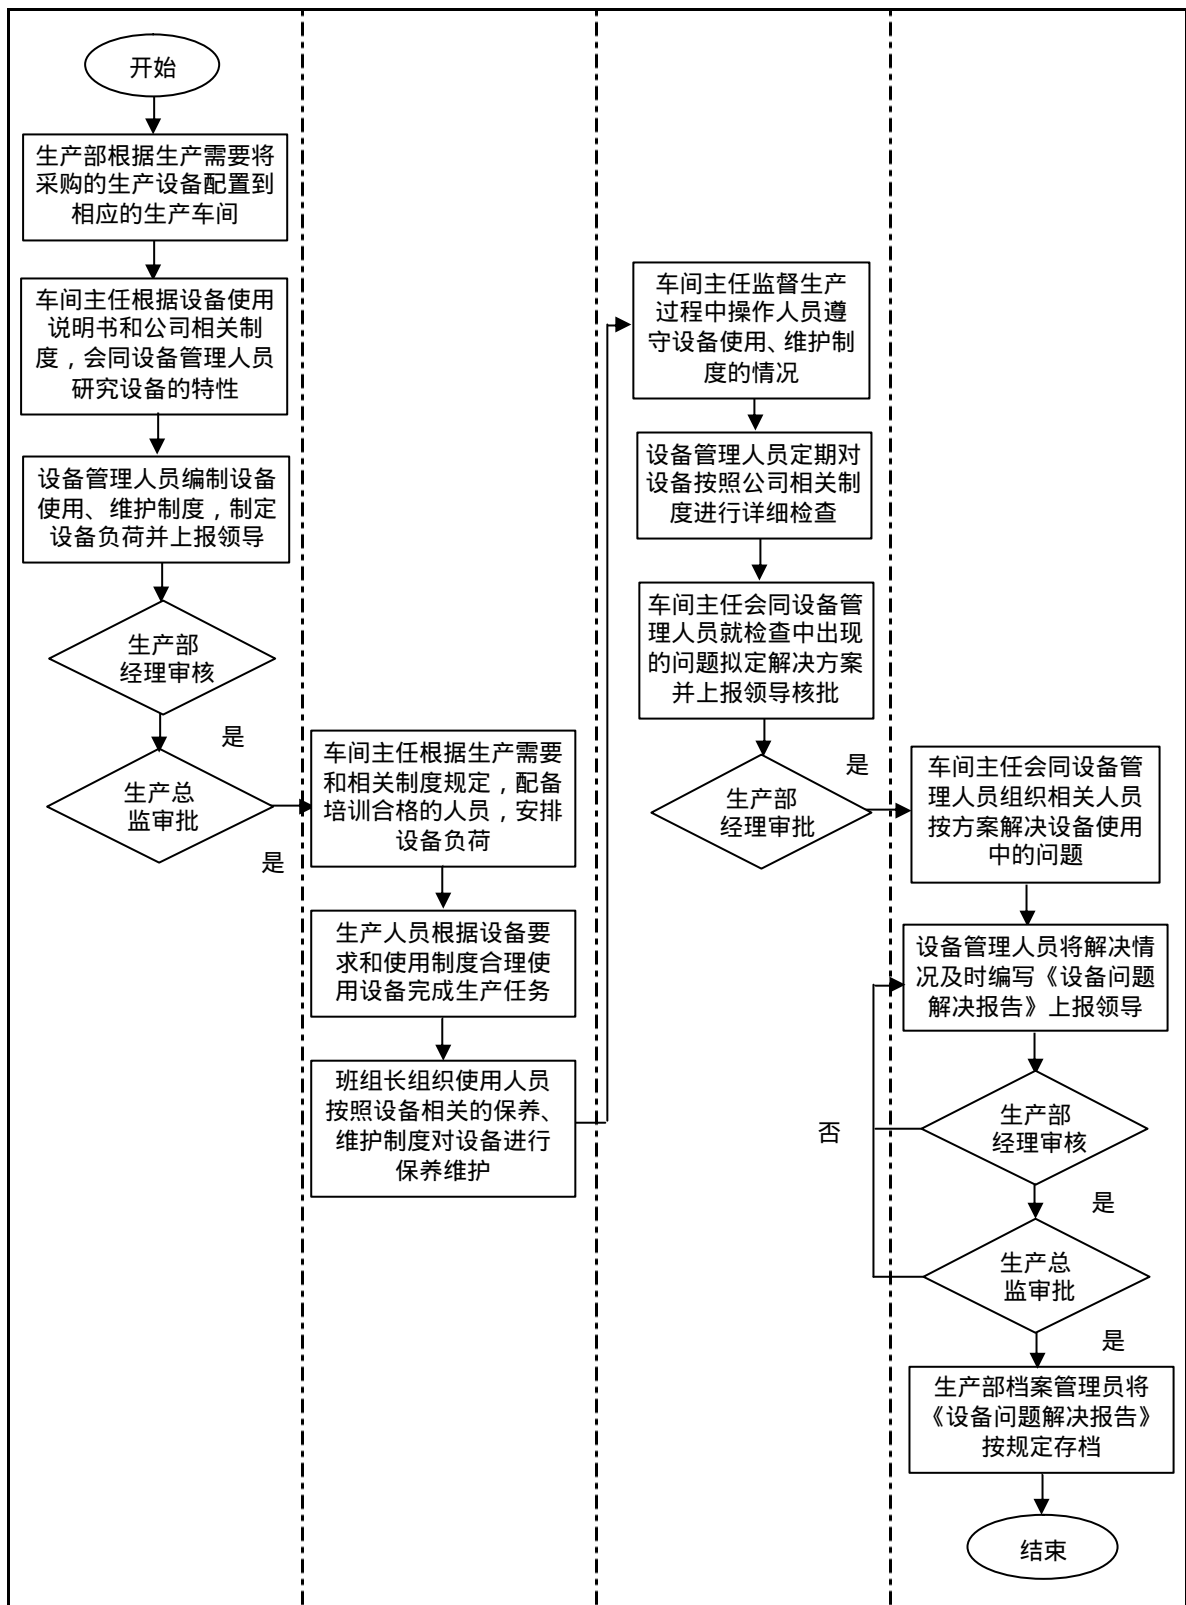 开始
生产部根据生产需要将
采购的生产设备配置到
相应的生产车间
车间主任根据设备使用
说明书和公司相关制
度，会同设备管理人员
研究设备的特性
设备管理人员编制设备
使用、维护制度，制定
设备负荷并上报领导
生产部
经理审核
是
生产总
监审批
是
车间主任根据生产需要
和相关制度规定，配备
培训合格的人员，安排
设备负荷
生产人员根据设备要
求和使用制度合理使
用设备完成生产任务
班组长组织使用人员
按照设备相关的保养、
维护制度对设备进行
保养维护
车间主任监督生产
过程中操作人员遵
守设备使用、维护制
度的情况
设备管理人员定期对
设备按照公司相关制
度进行详细检查
车间主任会同设备管
理人员就检查中出现
的问题拟定解决方案
并上报领导核批
生产部
经理审批
是
车间主任会同设备管
理人员组织相关人员
按方案解决设备使用
中的问题
设备管理人员将解决情
况及时编写《设备问题
解决报告》上报领导
生产部
经理审核
否
是
生产总
监审批
是
生产部档案管理员将
《设备问题解决报告》
按规定存档
结束